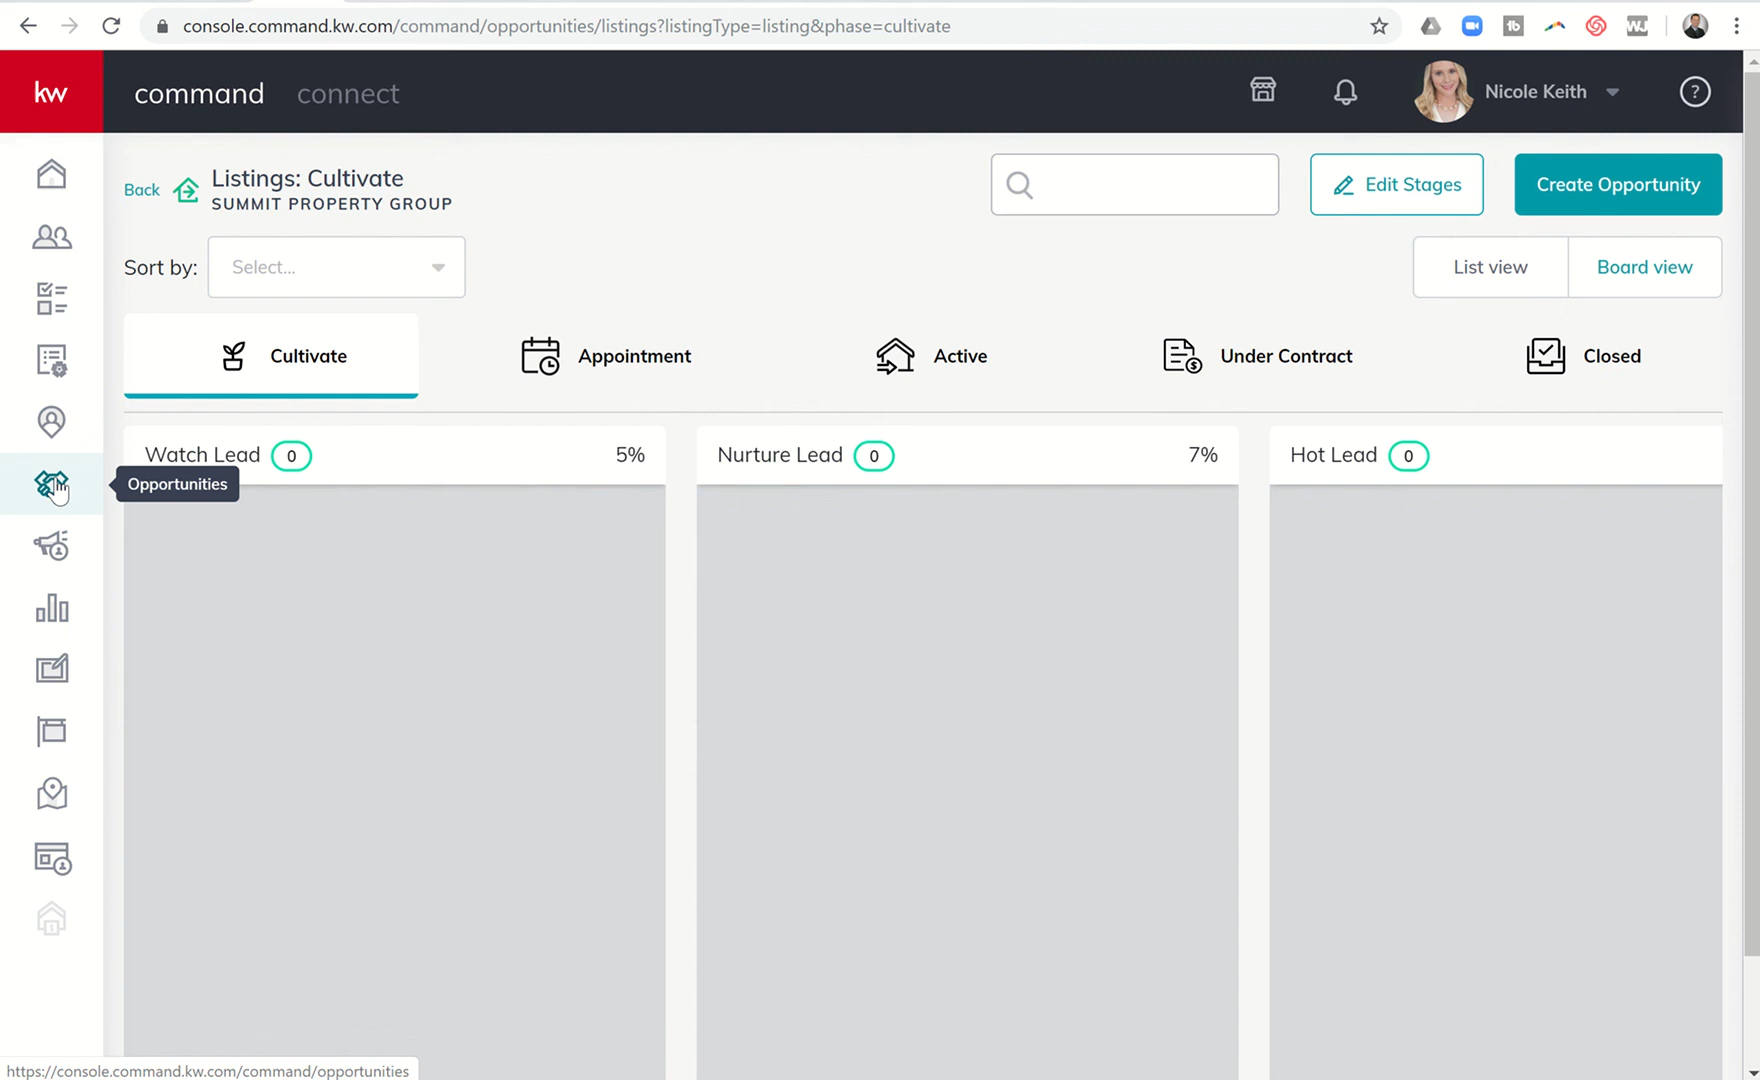 console.command.kw.com/command/opportunities/listings?listingType=listing&phase=cultivate
kw
command connect
Nicole Keith
?
Back
Listings: Cultivate
SUMMIT PROPERTY GROUP
Edit Stages
Create Opportunity
Sort by:
Select...
List view
Board view
Cultivate
Appointment
Active
Under Contract
Closed
Watch Lead 0 5%
Nurture Lead 0 7%
Hot Lead 0
Opportunities
https://console.command.kw.com/command/opportunities